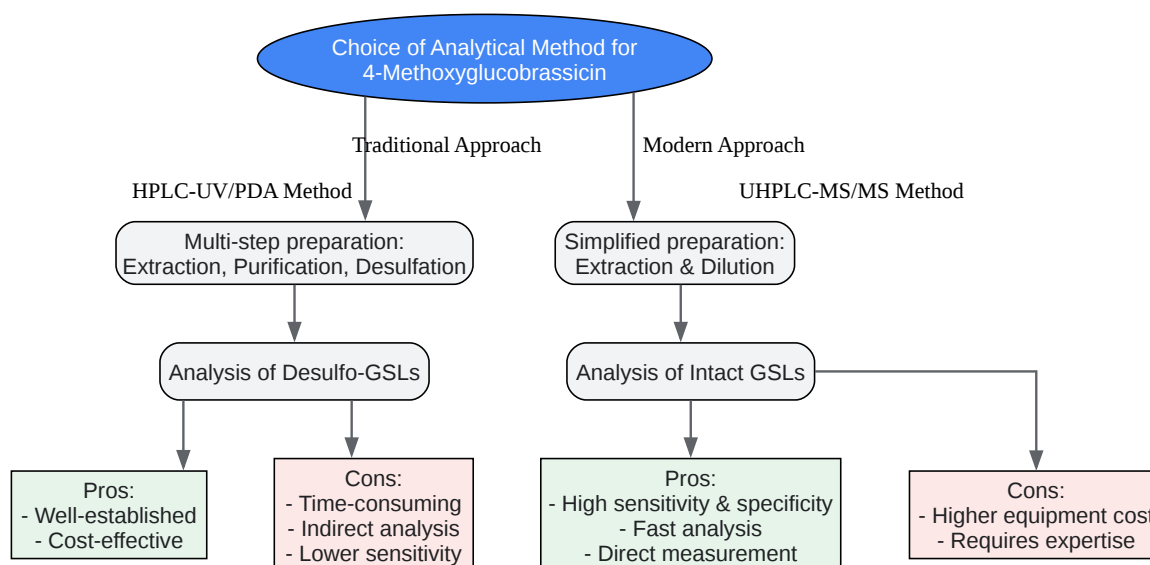 Choice of Analytical Method for
4-Methoxyglucobrassicin
Traditional Approach
Modern Approach
HPLC-UV/PDA Method
UHPLC-MS/MS Method
Multi-step preparation:
Extraction, Purification, Desulfation
Simplified preparation:
Extraction & Dilution
Analysis of Desulfo-GSLs
Analysis of Intact GSLs
Pros:
- Well-established
- Cost-effective
Cons:
- Time-consuming
- Indirect analysis
- Lower sensitivity
Pros:
- High sensitivity & specificity
- Fast analysis
- Direct measurement
Cons:
- Higher equipment cost
- Requires expertise